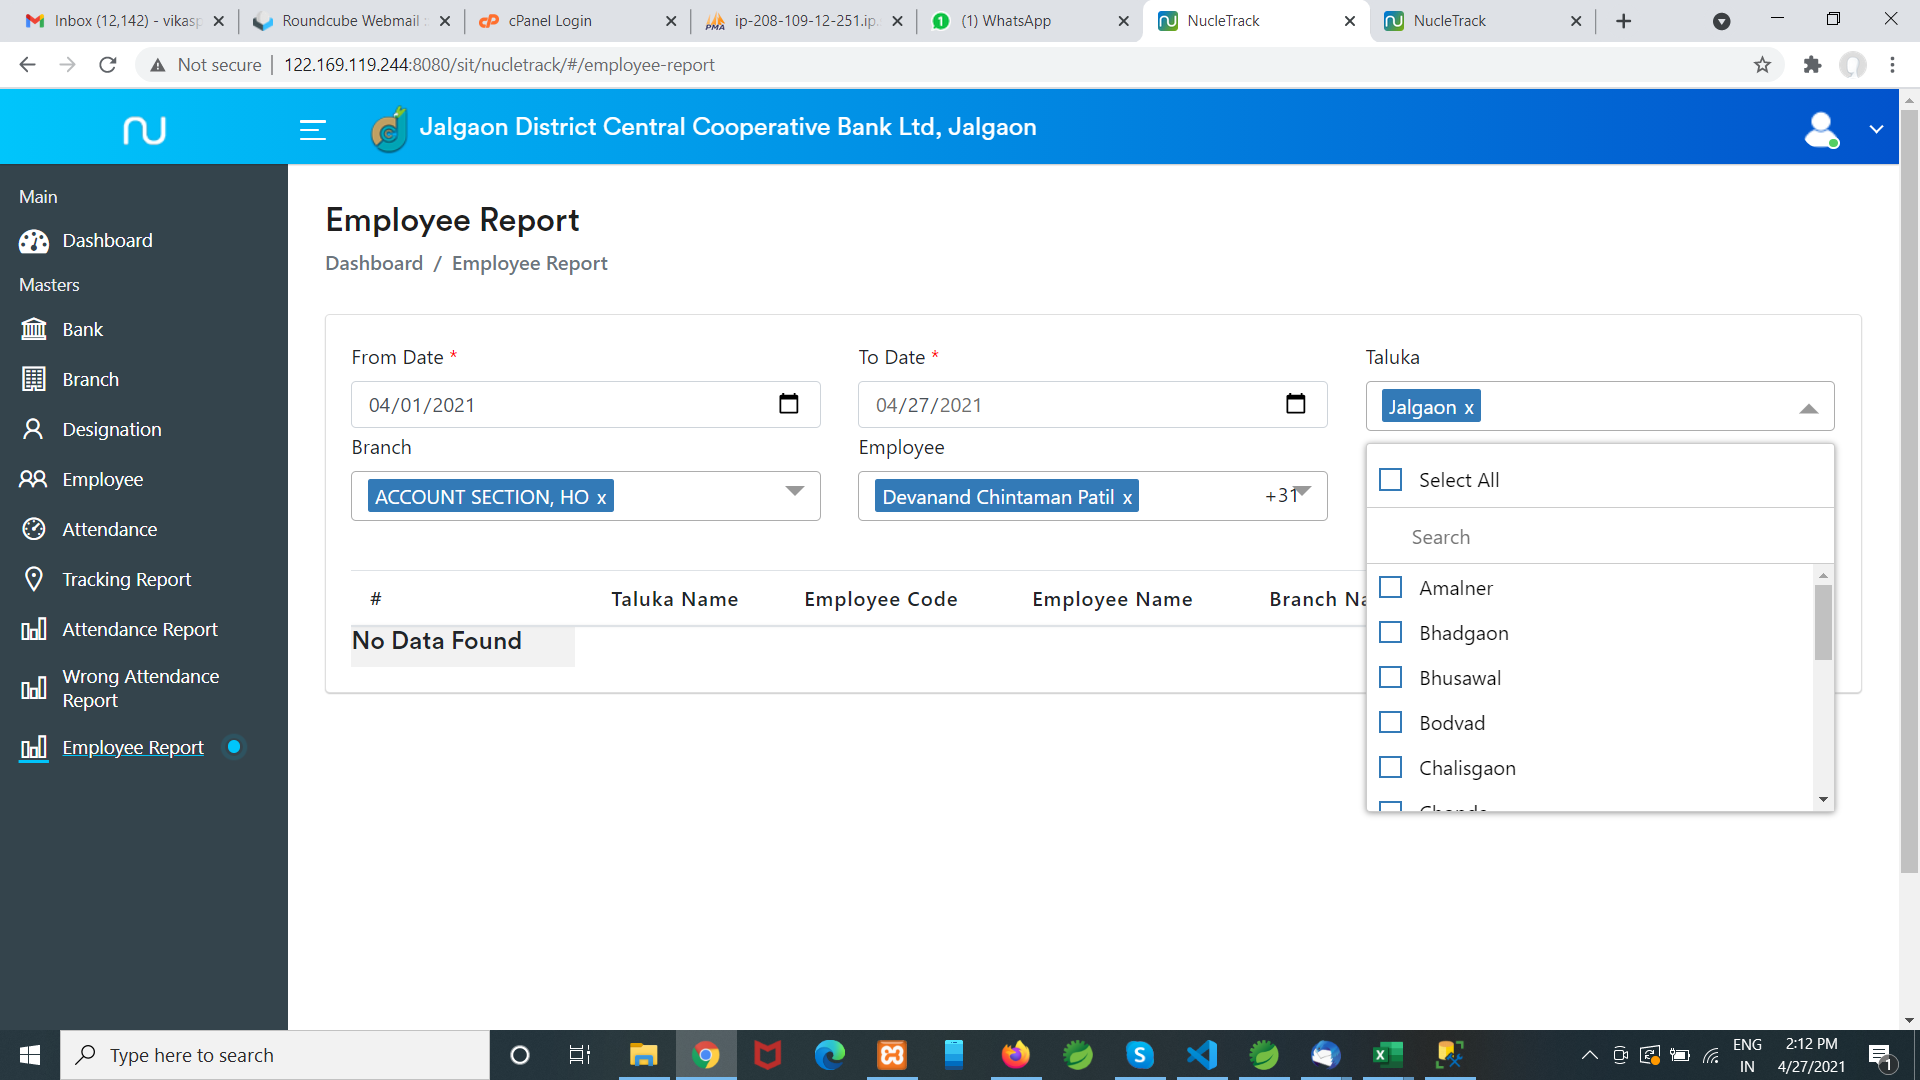 Inbox (12,142) - vikasp
Roundcube Webmail :
cPanel Login
ip-208-109-12-251.ip.
(1) WhatsApp
NucleTrack
NucleTrack
Not secure | 122.169.119.244:8080/sit/nucletrack/#/employee-report
Jalgaon District Central Cooperative Bank Ltd, Jalgaon
Main
Dashboard
Masters
Bank
Branch
Designation
Employee
Attendance
Tracking Report
Attendance Report
Wrong Attendance
Report
Employee Report
Employee Report
Dashboard / Employee Report
From Date *
To Date *
Taluka
04/01/2021
04/27/2021
Jalgaon x
Branch
Employee
ACCOUNT SECTION, HO x
Devanand Chintaman Patil x
+31
Select All
Search
Amalner
Bhadgaon
Bhusawal
Bodvad
Chalisgaon
# Taluka Name Employee Code Employee Name Branch Na
No Data Found
Type here to search
ENG
IN
2:12 PM
4/27/2021
1